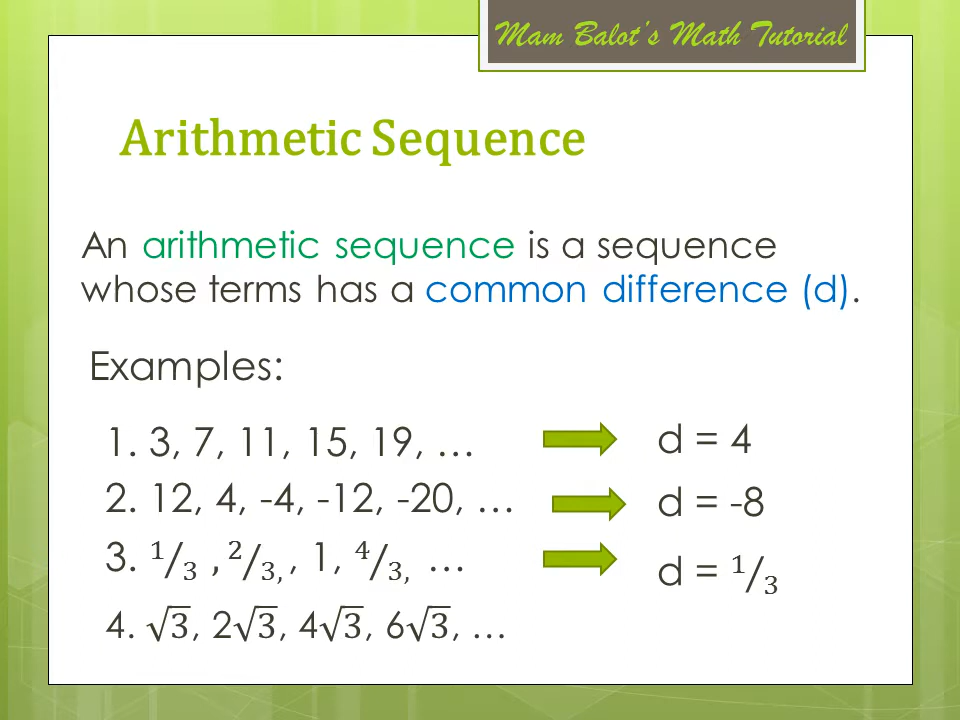 Mam Balot's Math Tutorial
Arithmetic Sequence
An arithmetic sequence is a sequence
whose terms has a common difference (d).
Examples:
1. 3, 7, 11, 15, 19, … d = 4
2. 12, 4, -4, -12, -20, … d = -8
3. 1/3 , 2/3, , 1, 4/3, … d = 1/3
4. √3, 2√3, 4√3, 6√3, …